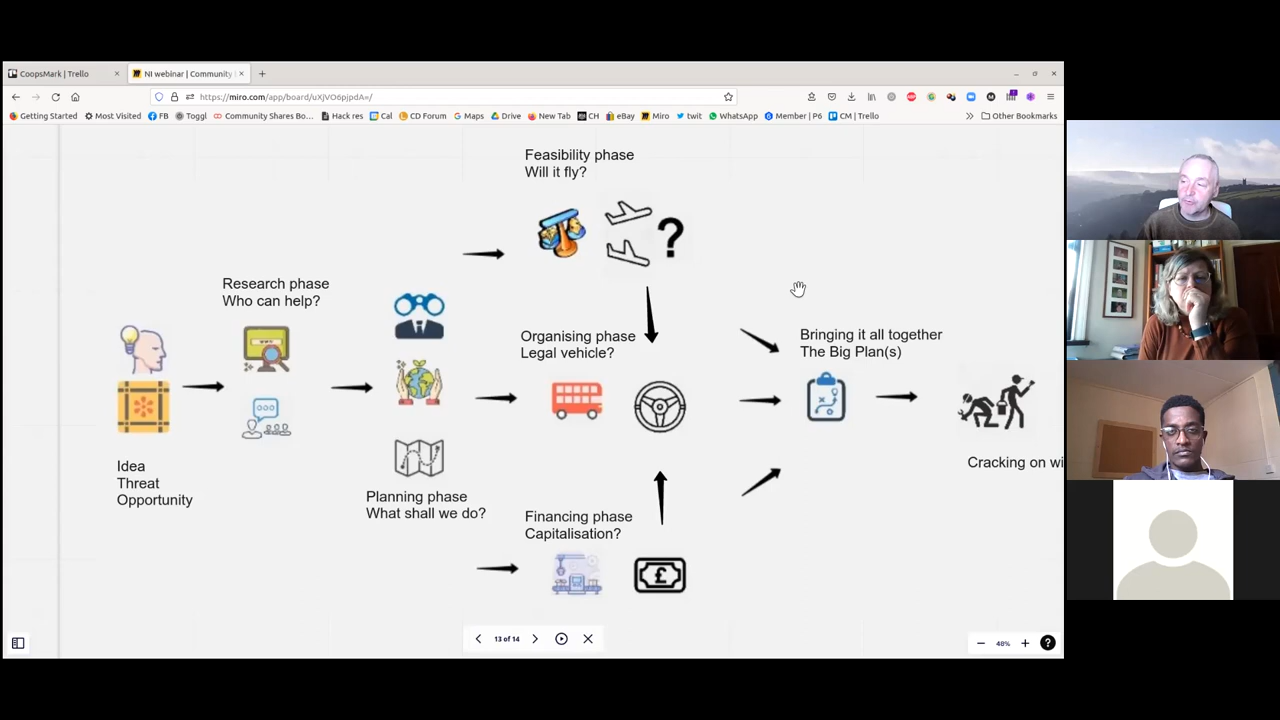 CoopsMark | Trello
NI webinar | Community
https://miro.com/app/board/uXjVO6pjpdA=/
Getting Started Most Visited FB Toggl Community Shares Bo... Hack res Cal CD Forum Maps Drive New Tab CH eBay Miro twit WhatsApp Member | P6 CM | Trello Other Bookmarks
Feasibility phase
Will it fly?
?
Research phase
Who can help?
Organising phase
Legal vehicle?
Bringing it all together
The Big Plan(s)
Idea
Threat
Opportunity
Planning phase
What shall we do?
Cracking on wi
Financing phase
Capitalisation?
£
13 of 14
48%
?